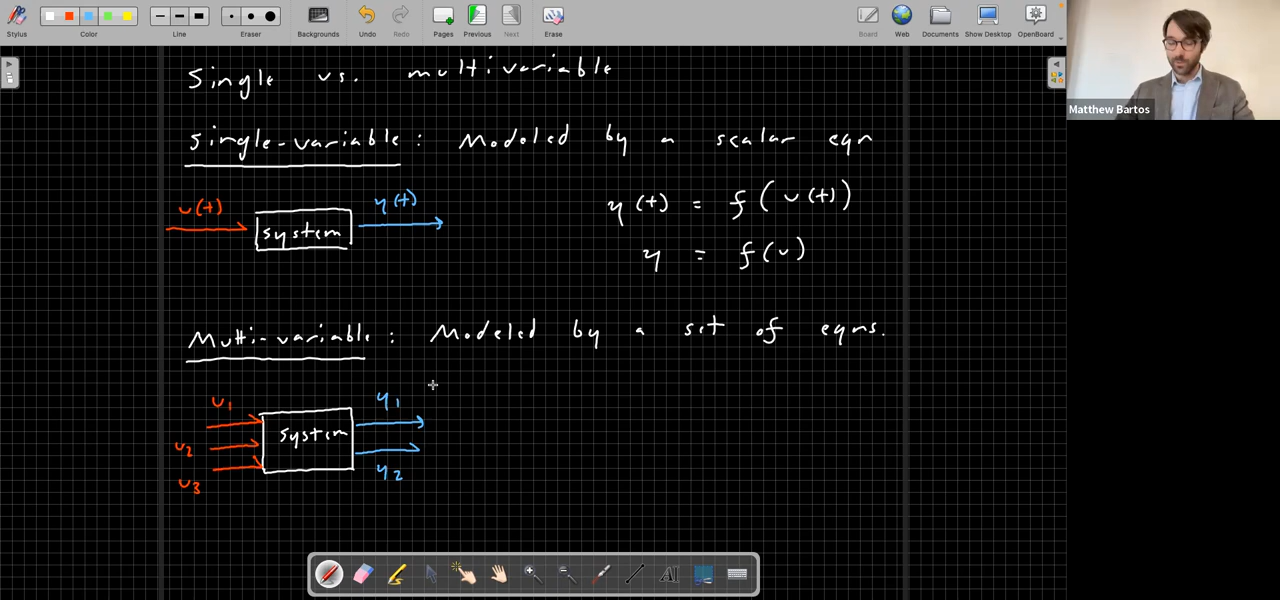 Stylus Color Line Eraser Backgrounds Undo Redo Pages Previous Next Erase Board Web Documents Show Desktop OpenBoard
Matthew Bartos
Single vs. multivariable
Single-variable: Modeled by a scalar eqn
u(t) system y(t)
y(t) = f(u(t))
y = f(u)
Multi-variable: Modeled by a set of eqns.
u1 y1
system
u2
y2
u3
AI